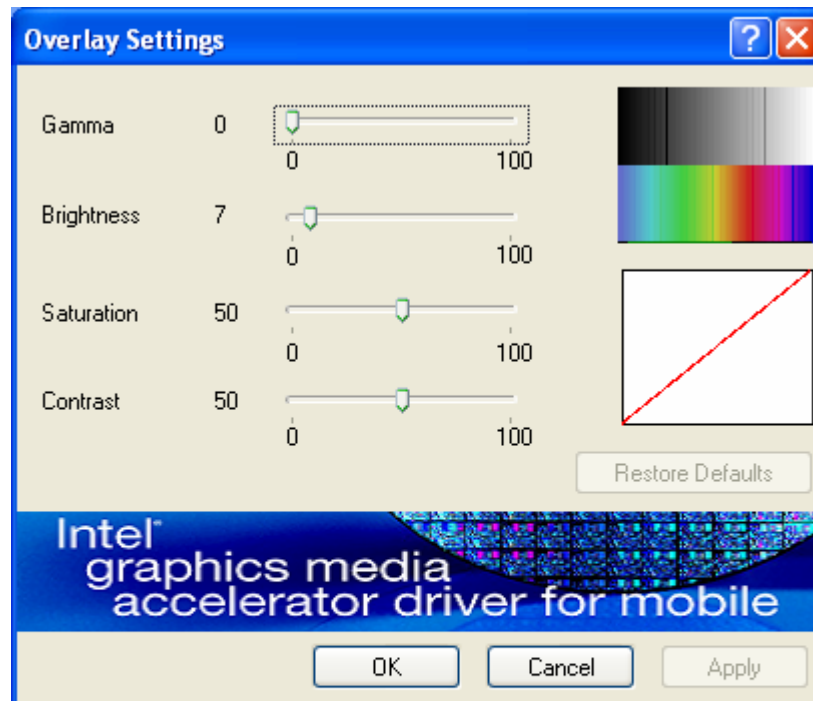 Overlay Settings
Gamma 0
0 100
Brightness 7
0 100
Saturation 50
0 100
Contrast 50
0 100
Restore Defaults
Intel®
graphics media
accelerator driver for mobile
OK Cancel Apply